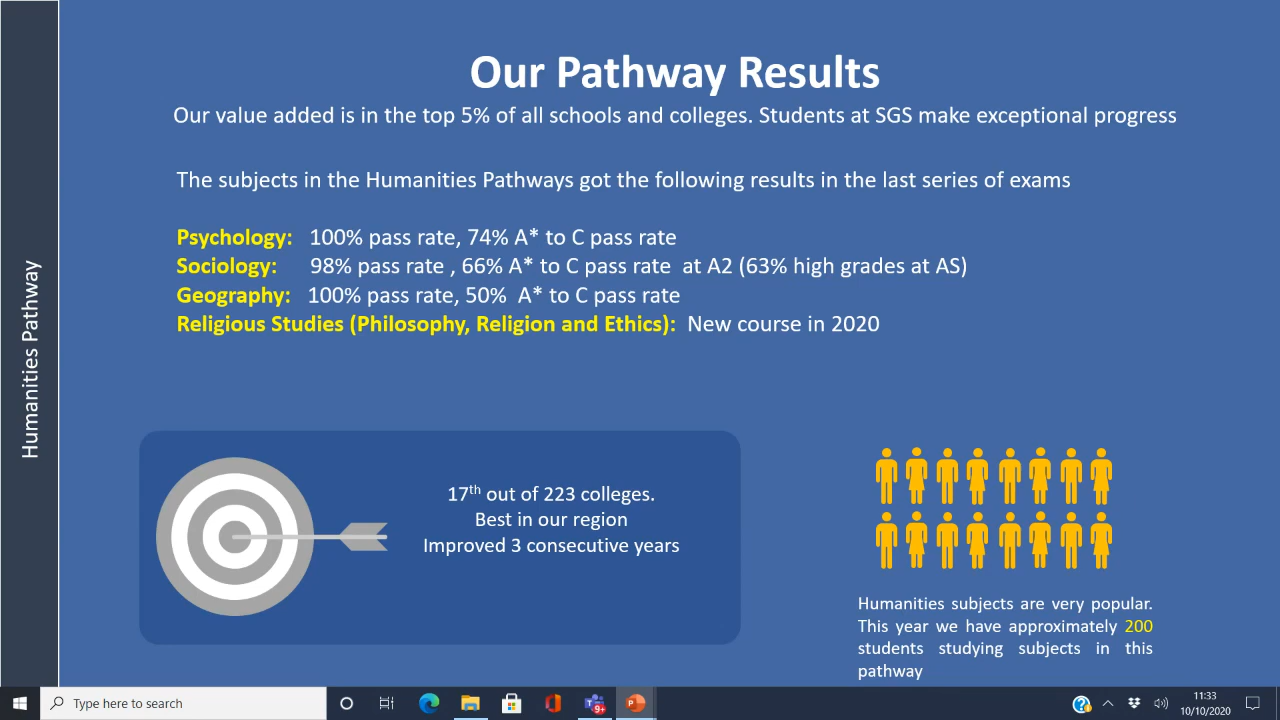 Our Pathway Results
Our value added is in the top 5% of all schools and colleges. Students at SGS make exceptional progress
The subjects in the Humanities Pathways got the following results in the last series of exams
Psychology: 100% pass rate, 74% A* to C pass rate
Sociology: 98% pass rate , 66% A* to C pass rate at A2 (63% high grades at AS)
Geography: 100% pass rate, 50% A* to C pass rate
Religious Studies (Philosophy, Religion and Ethics): New course in 2020
Humanities Pathway
17th out of 223 colleges.
Best in our region
Improved 3 consecutive years
Humanities subjects are very popular.
This year we have approximately 200
students studying subjects in this
pathway
Type here to search
9+
11:33
10/10/2020